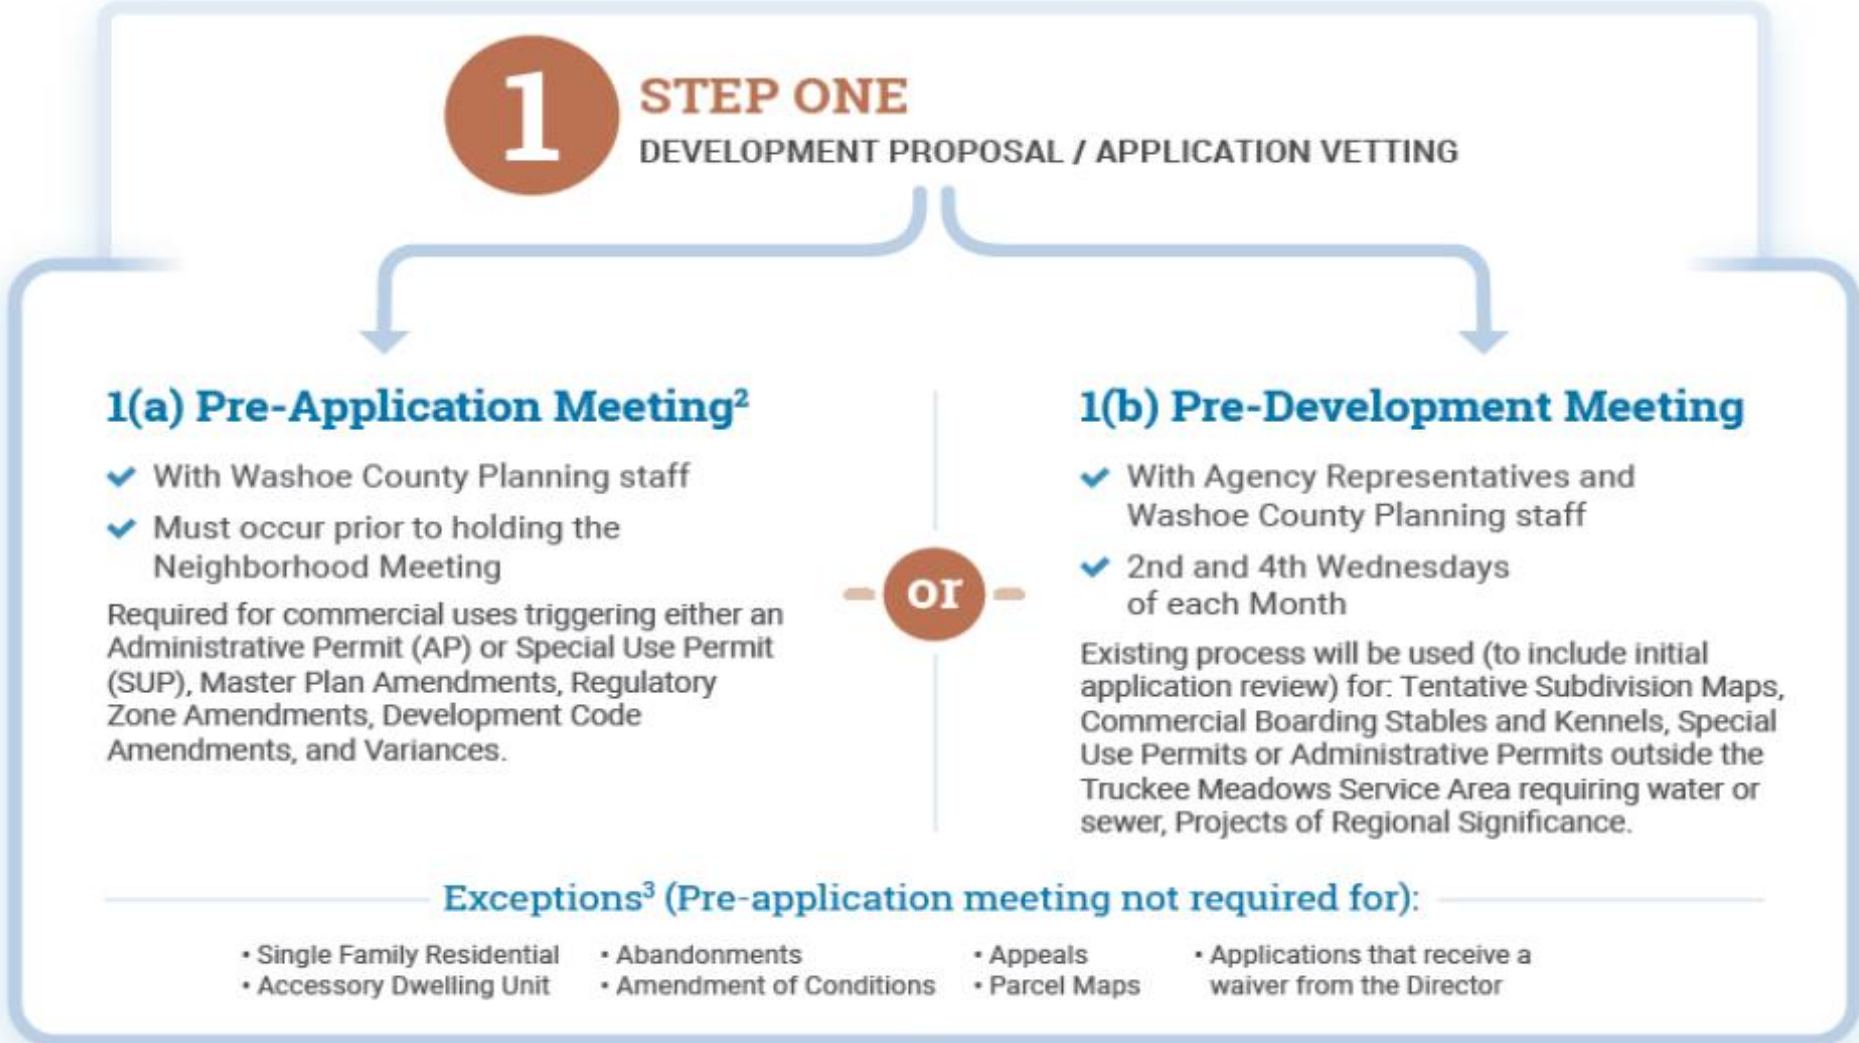 1
STEP ONE
DEVELOPMENT PROPOSAL / APPLICATION VETTING
1(a) Pre-Application Meeting²
✔ With Washoe County Planning staff
✔ Must occur prior to holding the
Neighborhood Meeting
Required for commercial uses triggering either an
Administrative Permit (AP) or Special Use Permit
(SUP), Master Plan Amendments, Regulatory
Zone Amendments, Development Code
Amendments, and Variances.
or
1(b) Pre-Development Meeting
✔ With Agency Representatives and
Washoe County Planning staff
✔ 2nd and 4th Wednesdays
of each Month
Existing process will be used (to include initial
application review) for: Tentative Subdivision Maps,
Commercial Boarding Stables and Kennels, Special
Use Permits or Administrative Permits outside the
Truckee Meadows Service Area requiring water or
sewer, Projects of Regional Significance.
Exceptions³ (Pre-application meeting not required for):
• Single Family Residential
• Accessory Dwelling Unit
• Abandonments
• Amendment of Conditions
• Appeals
• Parcel Maps
• Applications that receive a
waiver from the Director